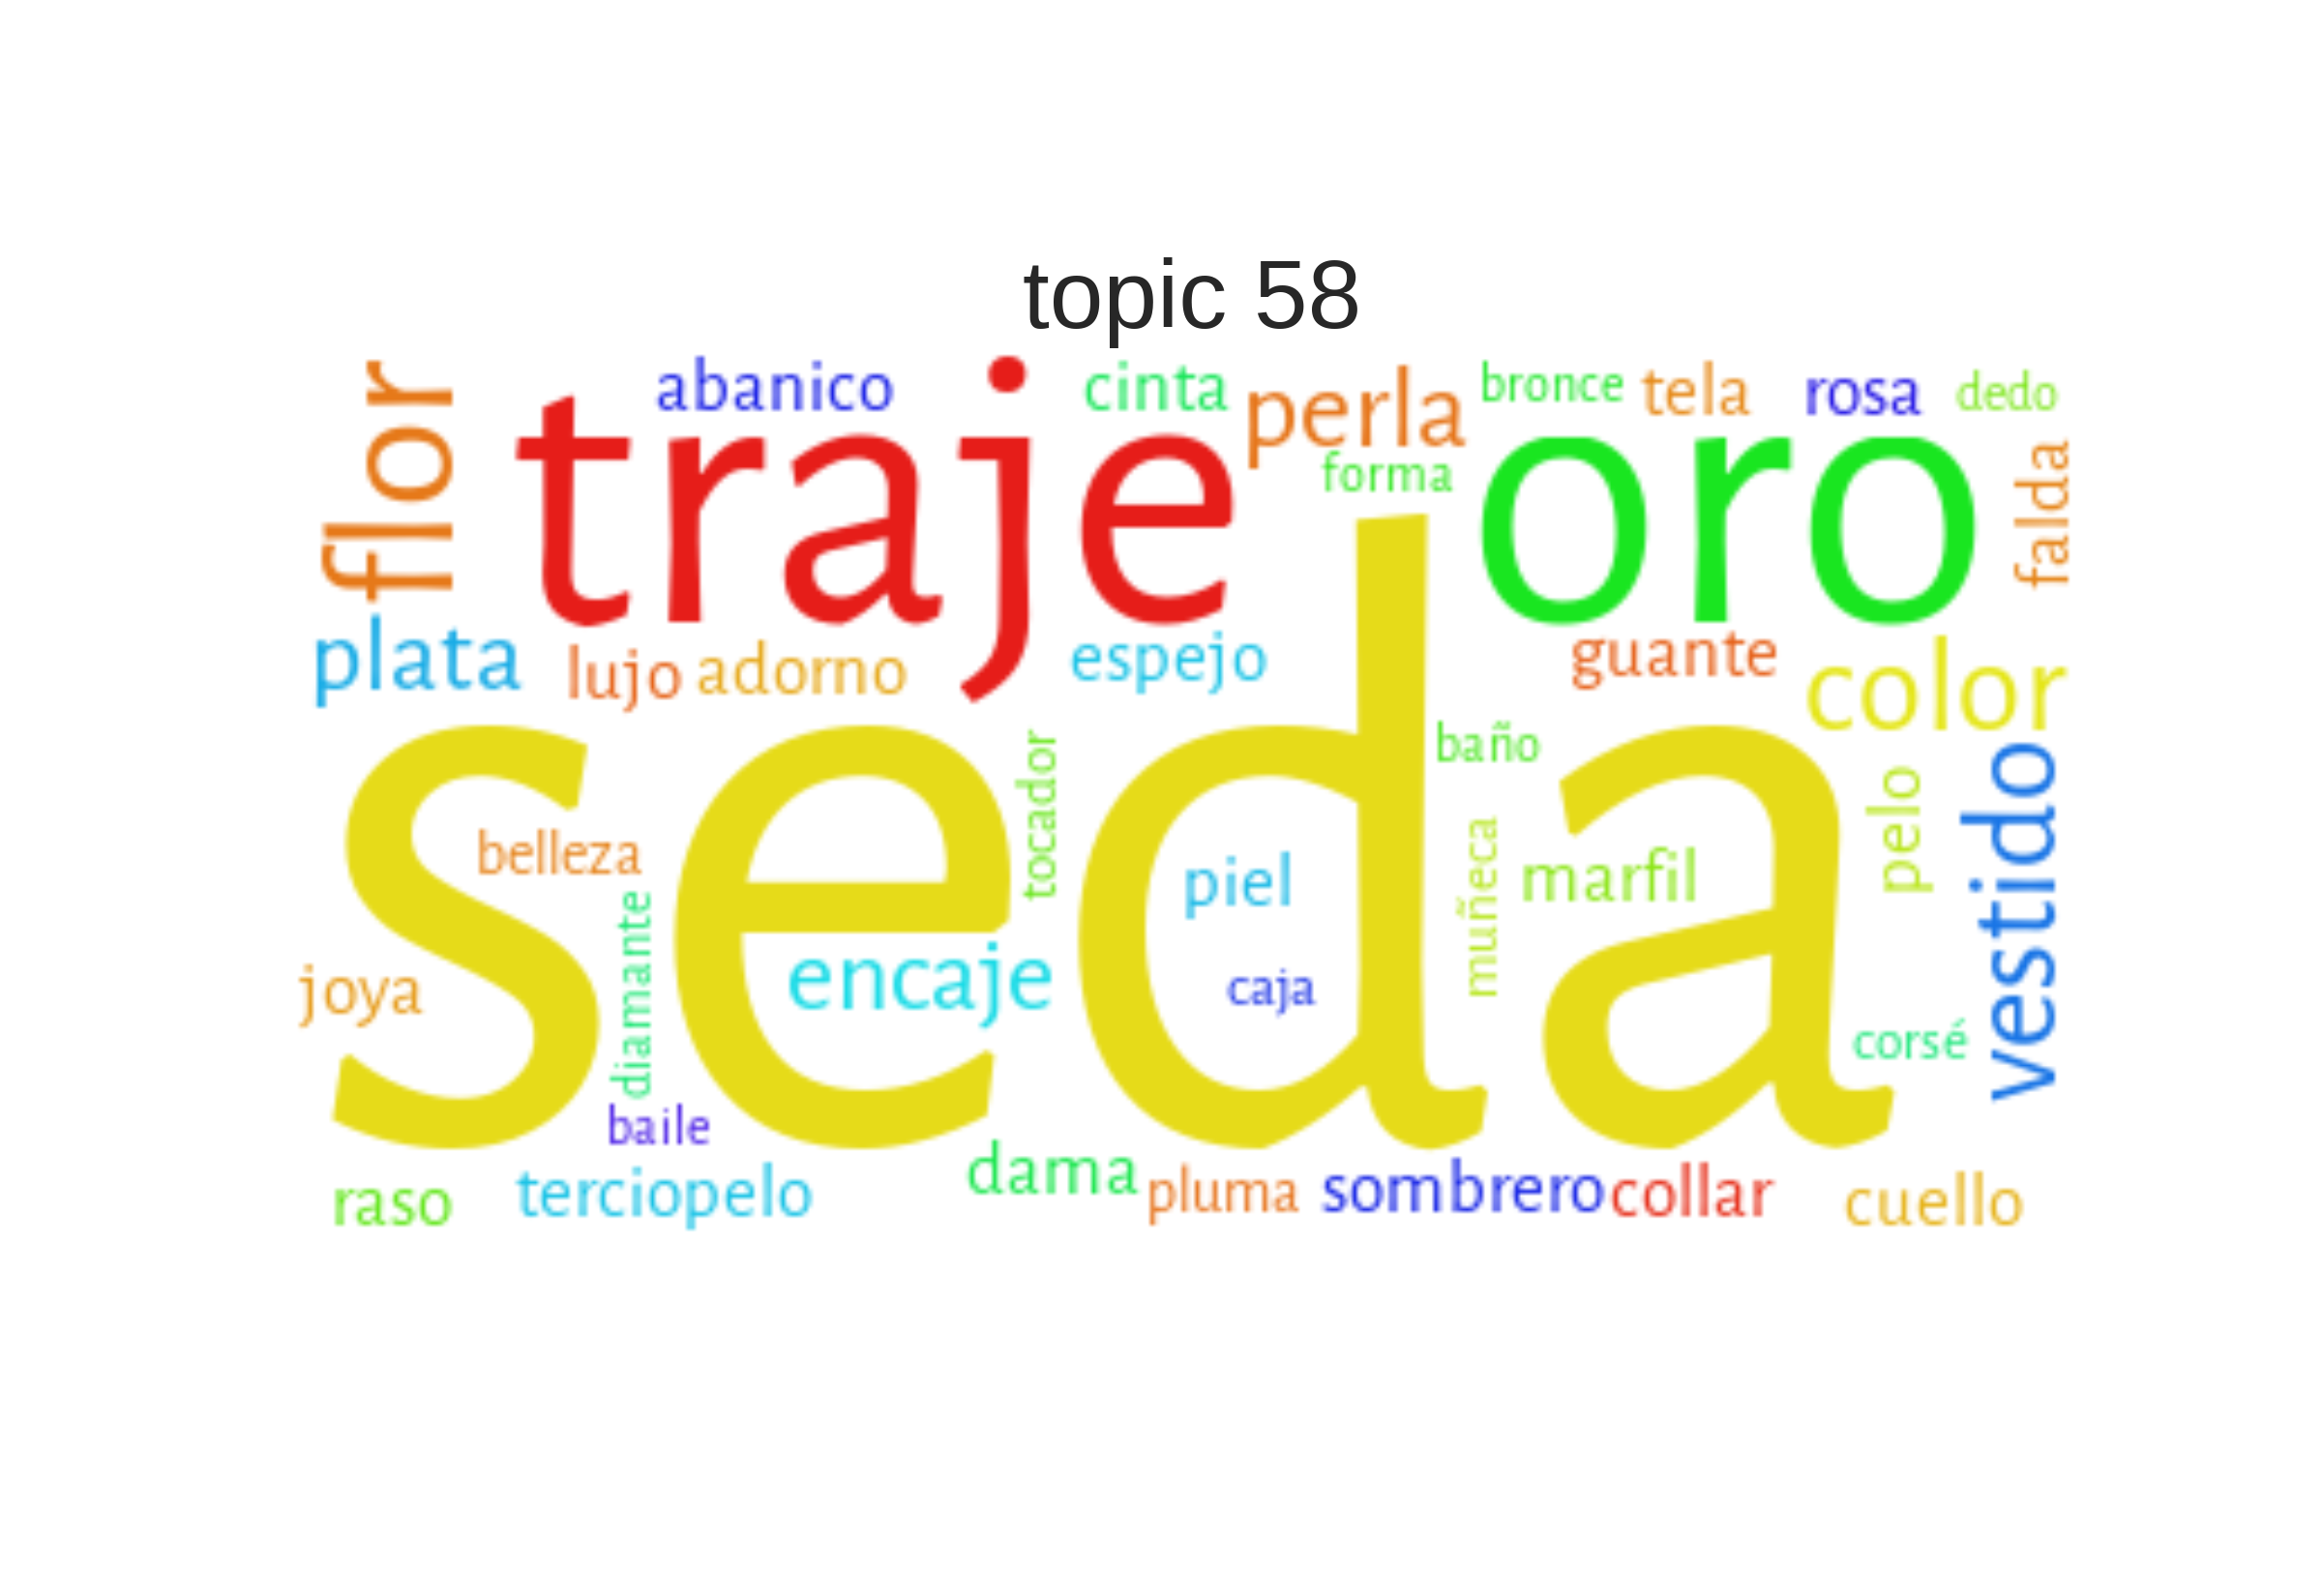 topic 58
flor
abanico
traje
cinta
perla
bronce
tela
rosa
dedo
forma
oro
falda
plata
lujo
adorno
espejo
guante
color
seda
tocador
baño
belleza
piel
muñeca
marfil
pelo
vestido
diamante
joya
encaje
caja
corsé
baile
raso
terciopelo
dama
pluma
sombrero
collar
cuello